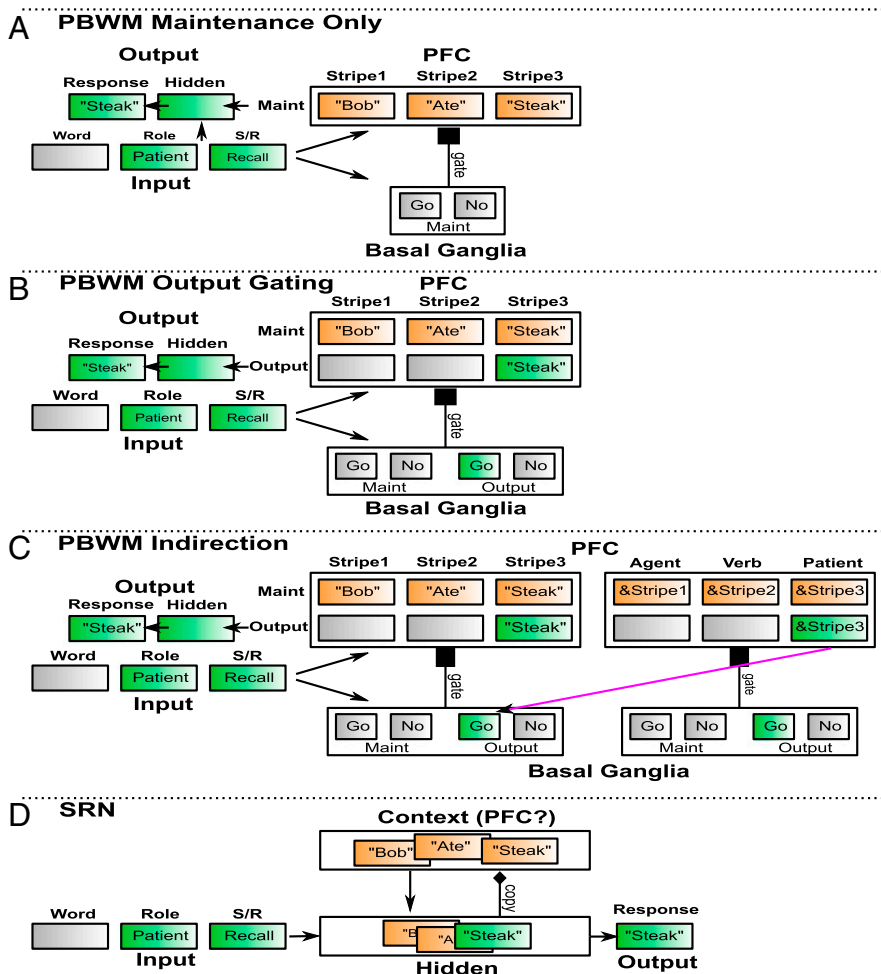 A PBWM Maintenance Only
Output PFC
Response Hidden Stripe1 Stripe2 Stripe3
"Steak" Maint "Bob" "Ate" "Steak"
Word Role S/R
Patient Recall gate
Input
Go No
Maint
Basal Ganglia
B PBWM Output Gating PFC
Stripe1 Stripe2 Stripe3
Output Maint "Bob" "Ate" "Steak"
Response Hidden
"Steak" Output "Steak"
Word Role S/R
Patient Recall gate
Input
Go No Go No
Maint Output
Basal Ganglia
C PBWM Indirection PFC
Stripe1 Stripe2 Stripe3 Agent Verb Patient
Output Maint "Bob" "Ate" "Steak" &Stripe1 &Stripe2 &Stripe3
Response Hidden
"Steak" Output "Steak" &Stripe3
Word Role S/R
Patient Recall gate gate
Input
Go No Go No Go No Go No
Maint Output Maint Output
Basal Ganglia
D SRN
Context (PFC?)
"Bob" "Ate" "Steak"
copy
Word Role S/R Response
Patient Recall "B "A "Steak" "Steak"
Input Hidden Output